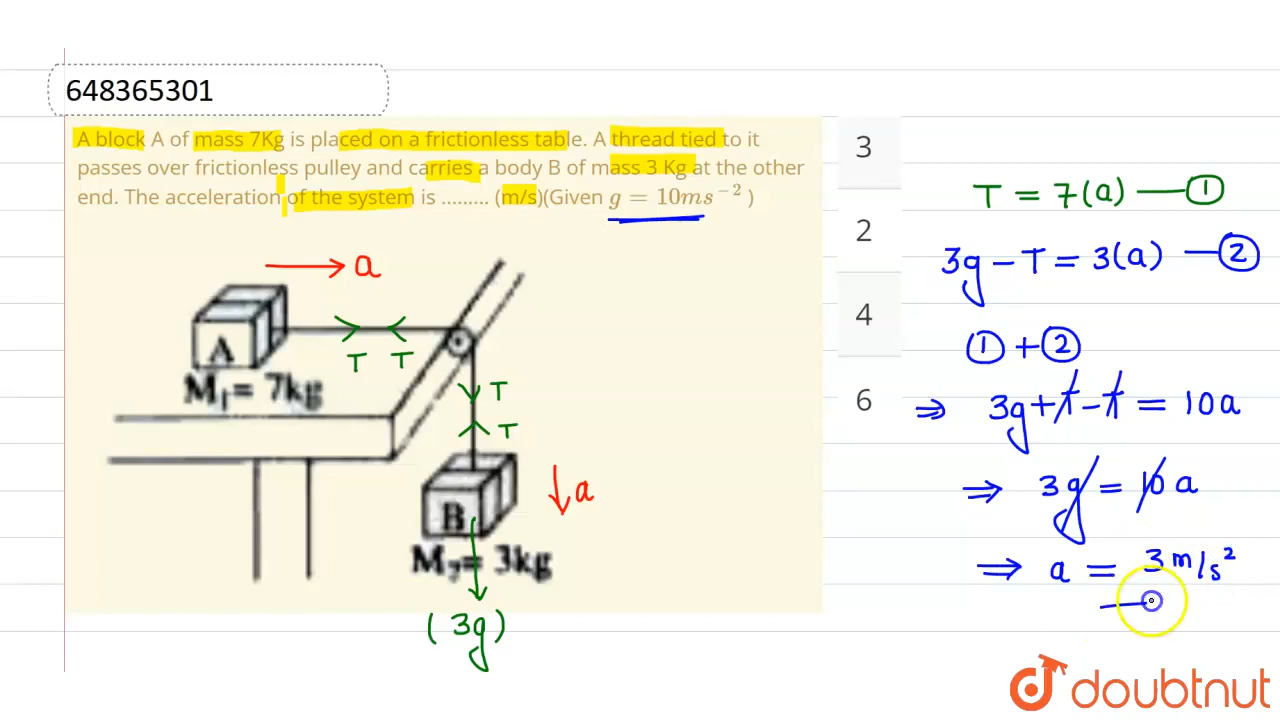 648365301
A block A of mass 7Kg is placed on a frictionless table. A thread tied to it
passes over frictionless pulley and carries a body B of mass 3 Kg at the other
end. The acceleration of the system is ......... (m/s)(Given g = 10ms⁻² )
a
A
T T
M₁= 7kg
T
T
B
a
M₂= 3kg
(3g)
3
2
4
6
T = 7(a) — ①
3g – T = 3(a) — ②
① + ②
⇒ 3g + T – T = 10a
⇒ 3g = 10a
⇒ a = 3 m/s²
doubtnut